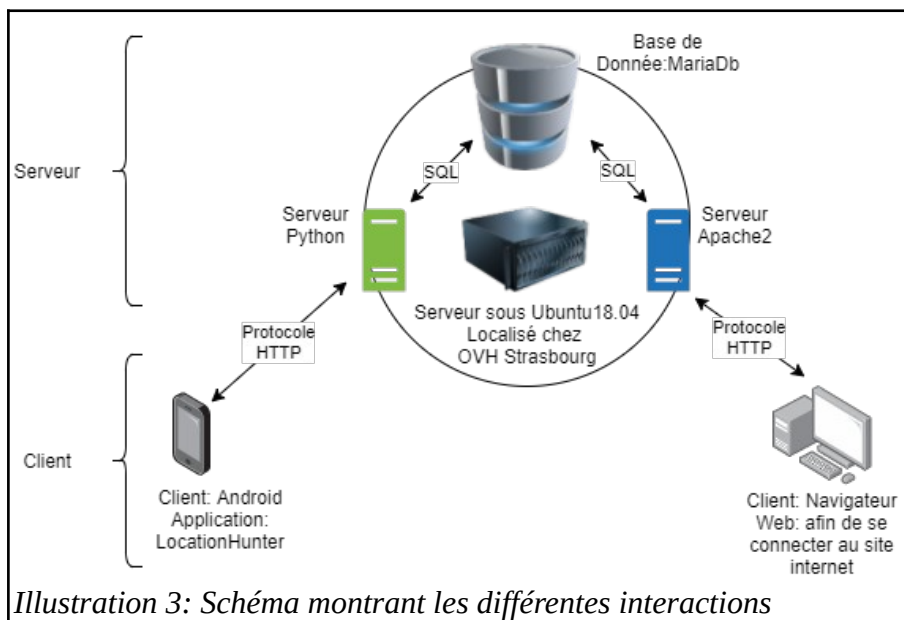 Base de
Donnée:MariaDb
Serveur
SQL
SQL
Serveur
Python
Serveur
Apache2
Serveur sous Ubuntu18.04
Localisé chez
OVH Strasbourg
Protocole
HTTP
Protocole
HTTP
Client
Client: Android
Application:
LocationHunter
Client: Navigateur
Web: afin de se
connecter au site
internet
Illustration 3: Schéma montrant les différentes interactions